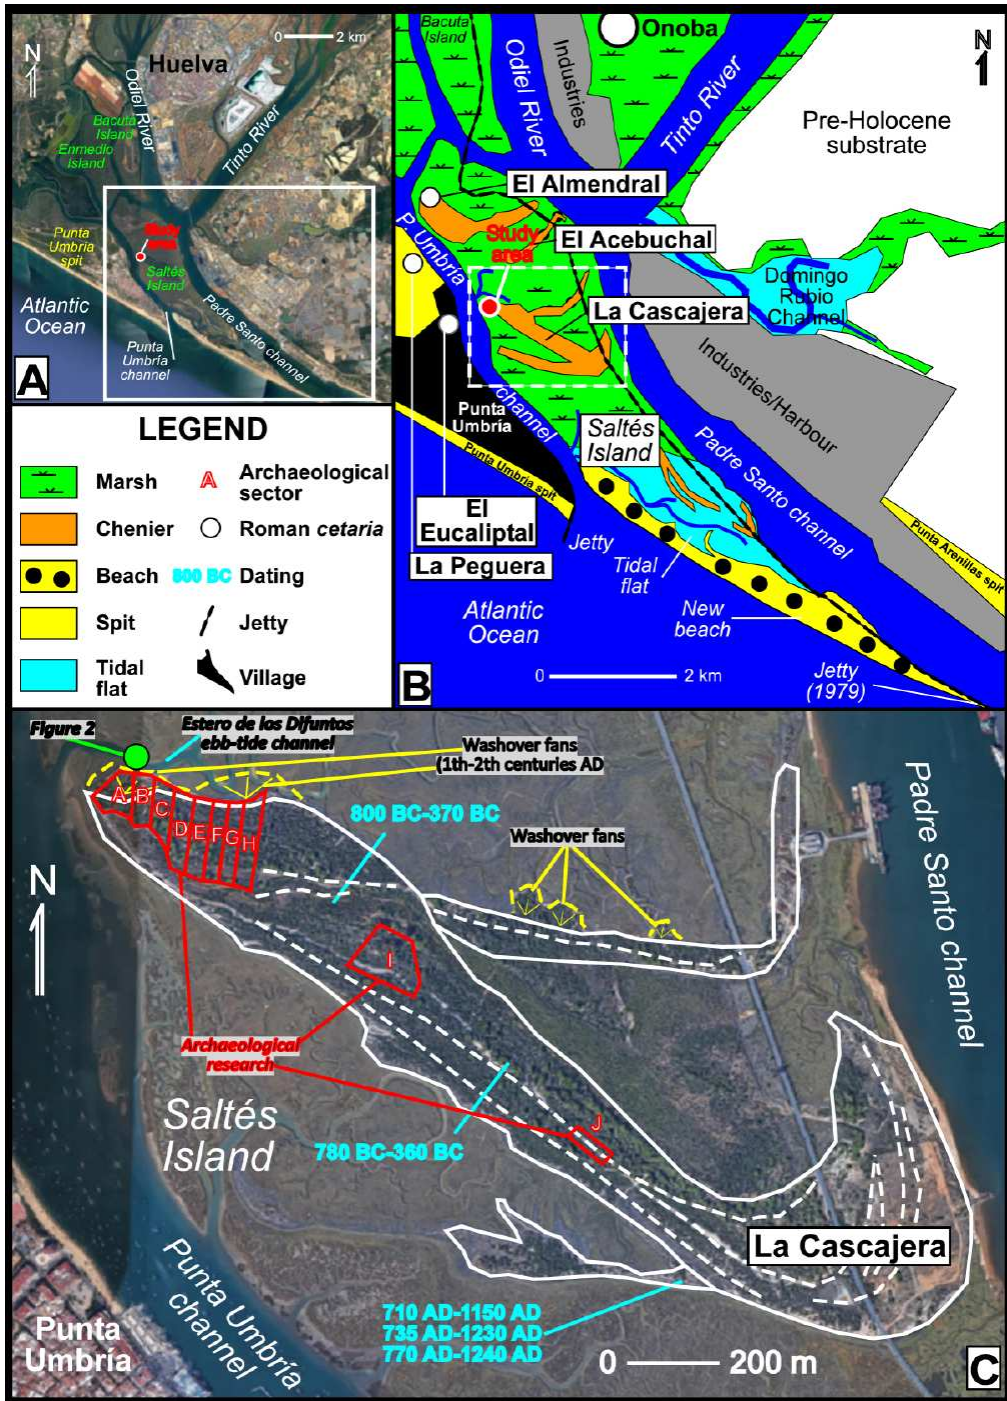 N
0 2 km
Huelva
Odiel River
Bacuta
Island
Enmedio
Island
Tinto River
Punta
Umbría
spit
Study
area
Saltés
Island
Atlantic
Ocean
Padre Santo channel
Punta
Umbría
channel
A
Bacuta
Island
Onoba
N
Odiel River
Industries
Tinto River
Pre-Holocene
substrate
El Almendral
P. Umbría
channel
Study
area
El Acebuchal
La Cascajera
Domingo
Rubio
Channel
Industries/Harbour
Punta
Umbría
Saltés
Island
Padre Santo channel
Punta Umbría spit
El
Eucaliptal
La Peguera
Jetty
Tidal
flat
Punta Arenillas spit
Atlantic
Ocean
New
beach
B
0 2 km
Jetty
(1979)
LEGEND
Marsh
A Archaeological
sector
Chenier
Roman cetaria
Beach
800 BC Dating
Spit
Jetty
Tidal
flat
Village
Figure 2
Estero de los Difuntos
ebb-tide channel
Washover fans
(1th-2th centuries AD
A
B
C
D
E
F
G
H
800 BC-370 BC
Washover fans
N
I
Padre Santo channel
Archaeological
research
J
Saltés
Island
780 BC-360 BC
La Cascajera
Punta Umbría
channel
710 AD-1150 AD
735 AD-1230 AD
770 AD-1240 AD
Punta
Umbría
0 200 m
C